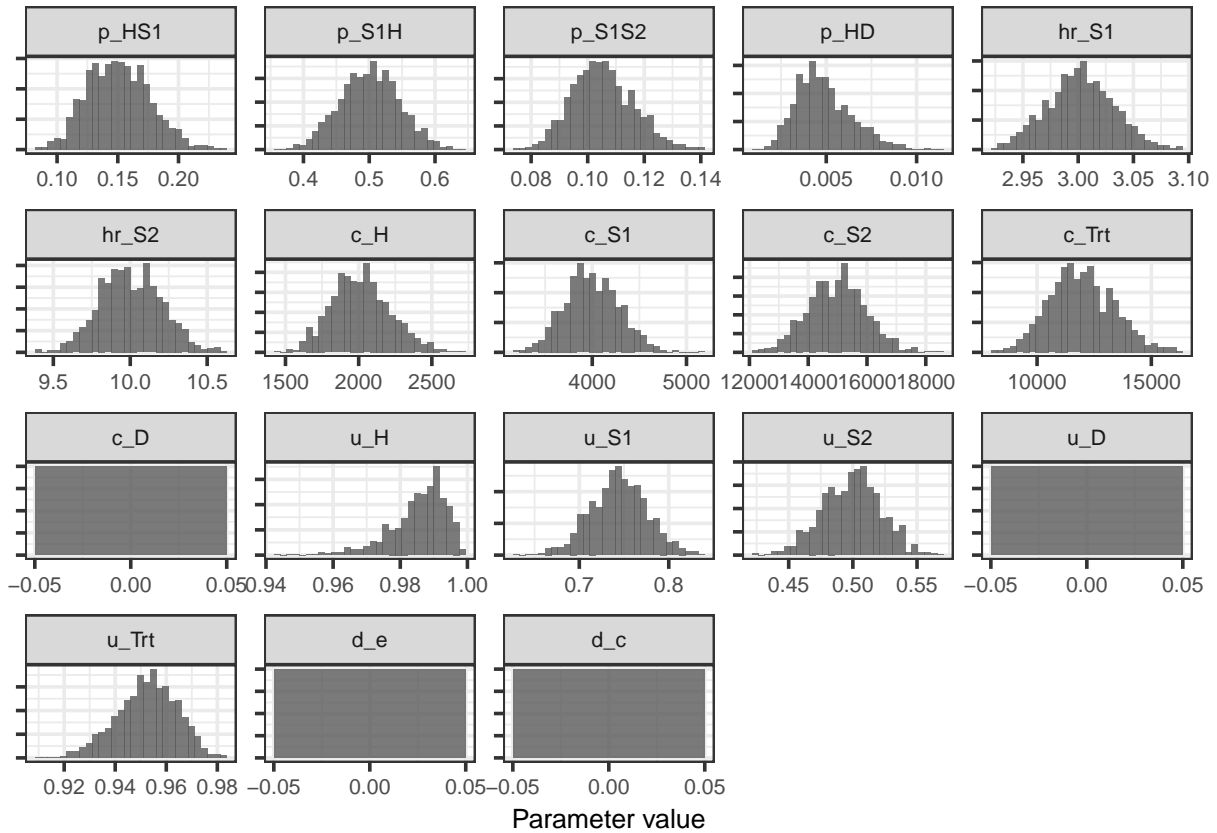 p_HS1 p_S1H p_S1S2 p_HD hr_S1
0.10 0.15 0.20 0.4 0.5 0.6 0.08 0.10 0.12 0.14 0.005 0.010 2.95 3.00 3.05 3.10
hr_S2 c_H c_S1 c_S2 c_Trt
9.5 10.0 10.5 1500 2000 2500 4000 5000 12000 14000 16000 18000 10000 15000
c_D u_H u_S1 u_S2 u_D
−0.05 0.00 0.05 0.94 0.96 0.98 1.00 0.7 0.8 0.45 0.50 0.55 −0.05 0.00 0.05
u_Trt d_e d_c
0.92 0.94 0.96 0.98 −0.05 0.00 0.05 −0.05 0.00 0.05
Parameter value